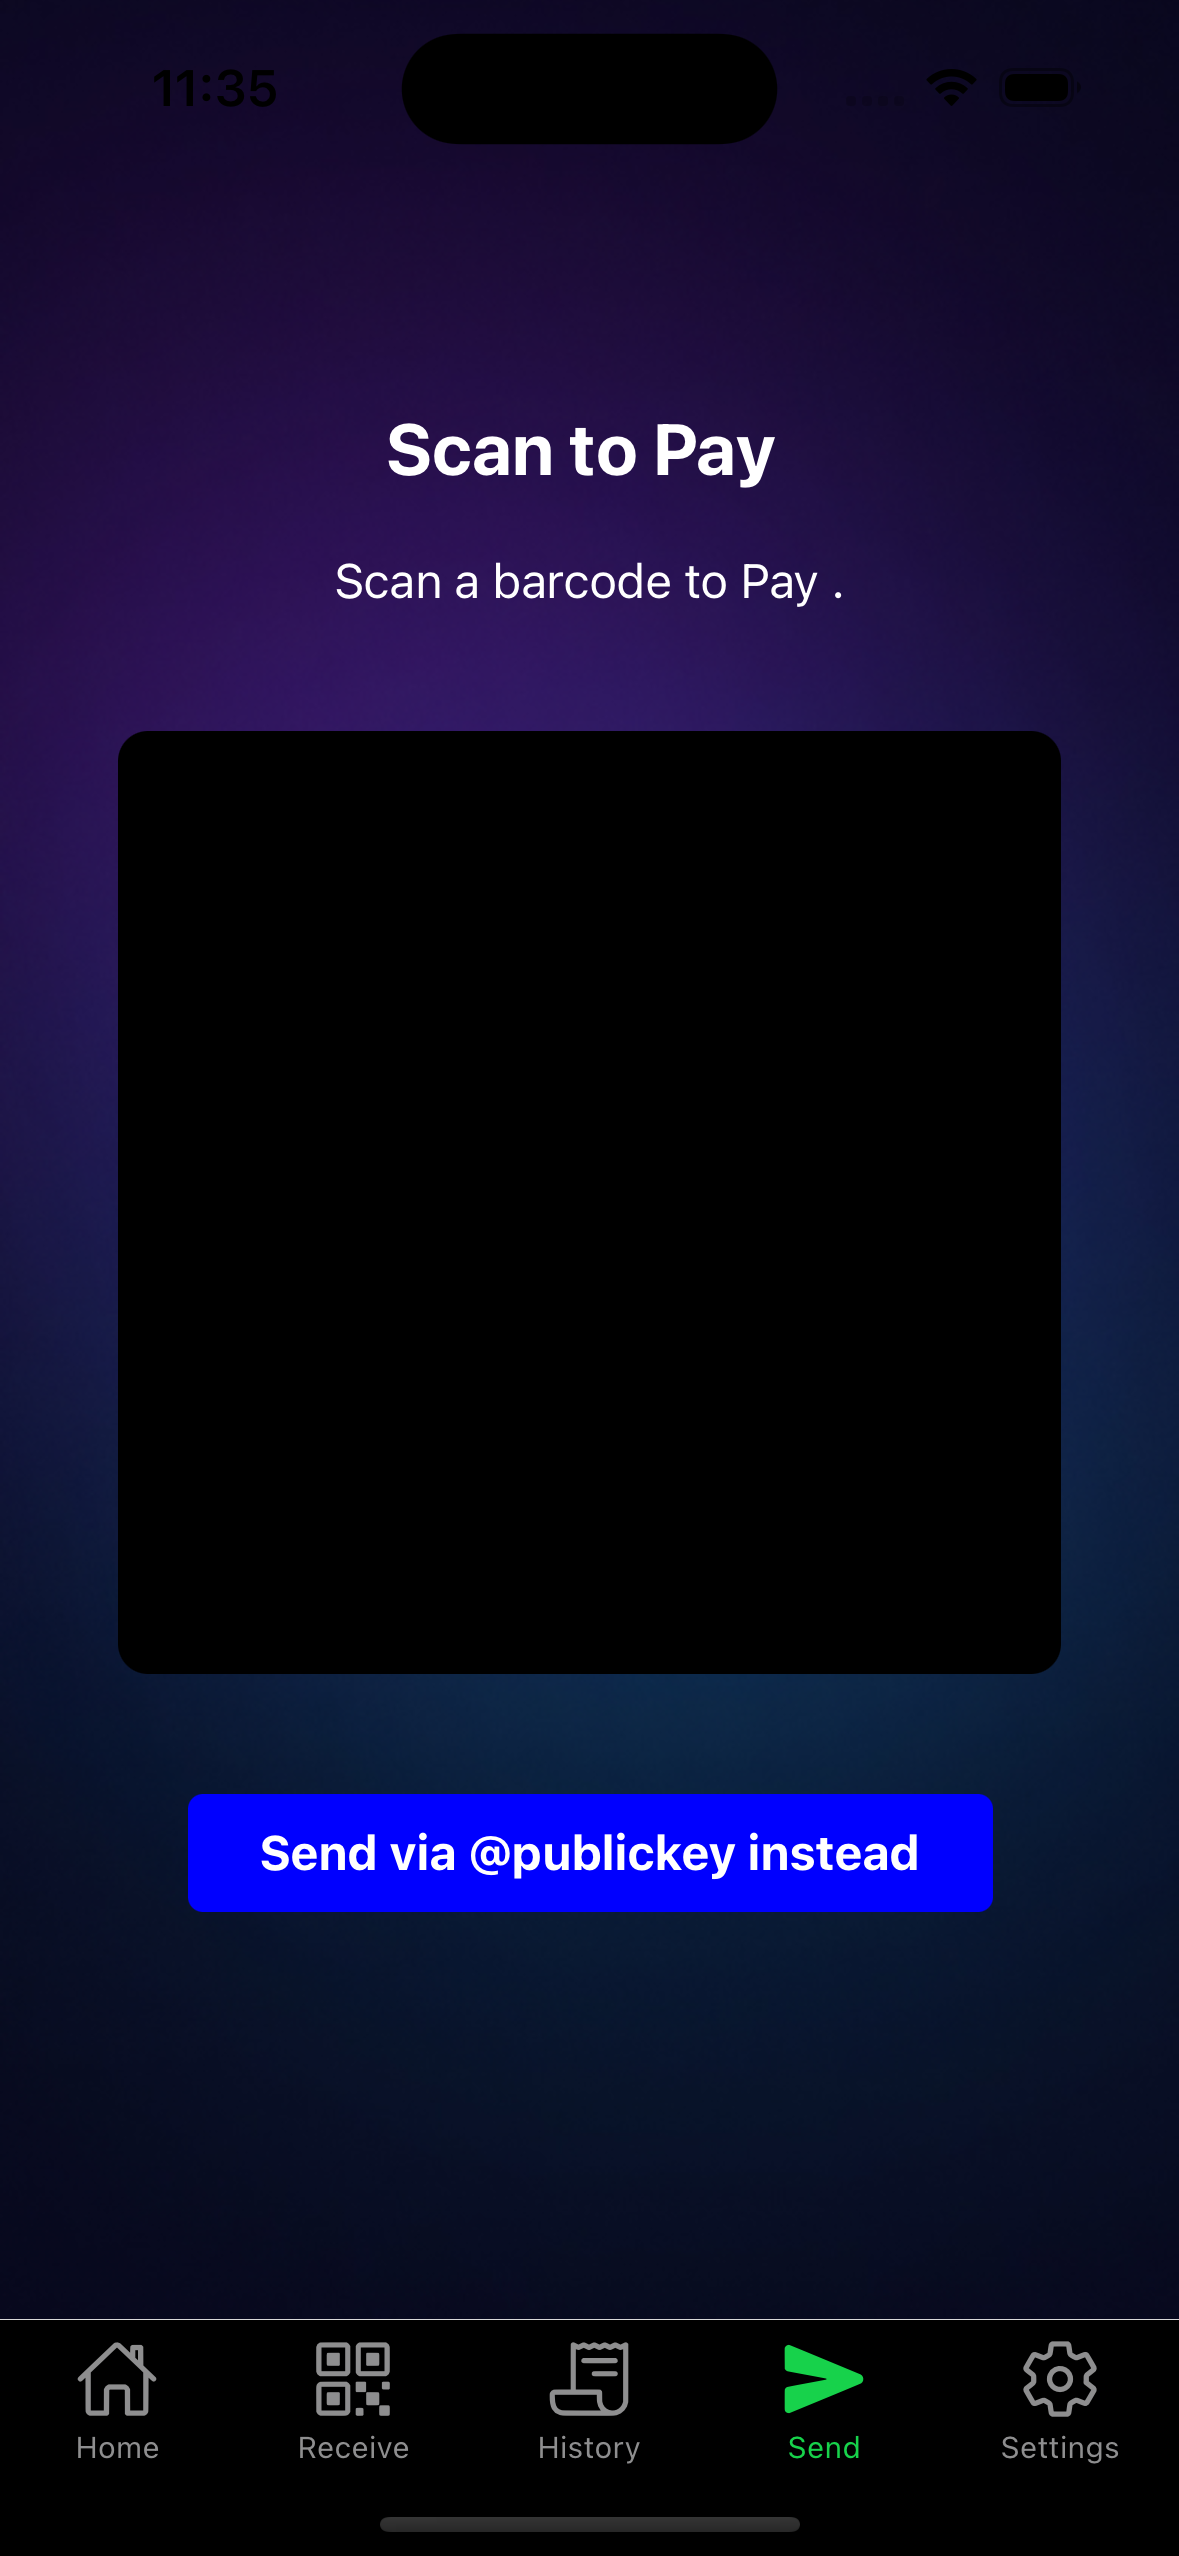 11:35
Scan to Pay
Scan a barcode to Pay .
Send via @publickey instead
Home
Receive
History
Send
Settings